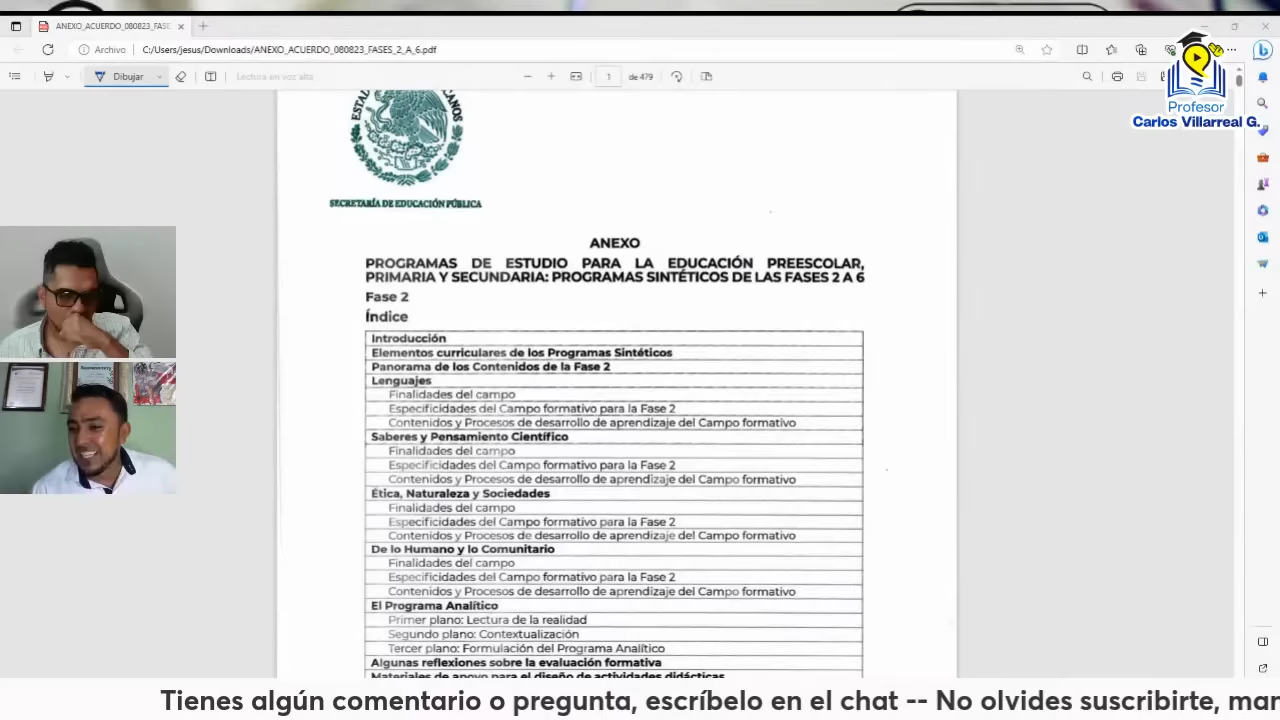 ANEXO_ACUERDO_080823_FASE
Archivo
C:/Users/jesus/Downloads/ANEXO_ACUERDO_080823_FASES_2_A_6.pdf
Dibujar
Lectura en voz alta
1
de 479
Profesor
Carlos Villarreal G.
SECRETARÍA DE EDUCACIÓN PÚBLICA
ANEXO
PROGRAMAS DE ESTUDIO PARA LA EDUCACIÓN PREESCOLAR,
PRIMARIA Y SECUNDARIA: PROGRAMAS SINTÉTICOS DE LAS FASES 2 A 6
Fase 2
Índice
Introducción
Elementos curriculares de los Programas Sintéticos
Panorama de los Contenidos de la Fase 2
Lenguajes
Finalidades del campo
Especificidades del Campo formativo para la Fase 2
Contenidos y Procesos de desarrollo de aprendizaje del Campo formativo
Saberes y Pensamiento Científico
Finalidades del campo
Especificidades del Campo formativo para la Fase 2
Contenidos y Procesos de desarrollo de aprendizaje del Campo formativo
Ética, Naturaleza y Sociedades
Finalidades del campo
Especificidades del Campo formativo para la Fase 2
Contenidos y Procesos de desarrollo de aprendizaje del Campo formativo
De lo Humano y lo Comunitario
Finalidades del campo
Especificidades del Campo formativo para la Fase 2
Contenidos y Procesos de desarrollo de aprendizaje del Campo formativo
El Programa Analítico
Primer plano: Lectura de la realidad
Segundo plano: Contextualización
Tercer plano: Formulación del Programa Analítico
Algunas reflexiones sobre la evaluación formativa
Materiales de apoyo para el diseño de actividades didácticas
Tienes algún comentario o pregunta, escríbelo en el chat -- No olvides suscribirte, mar